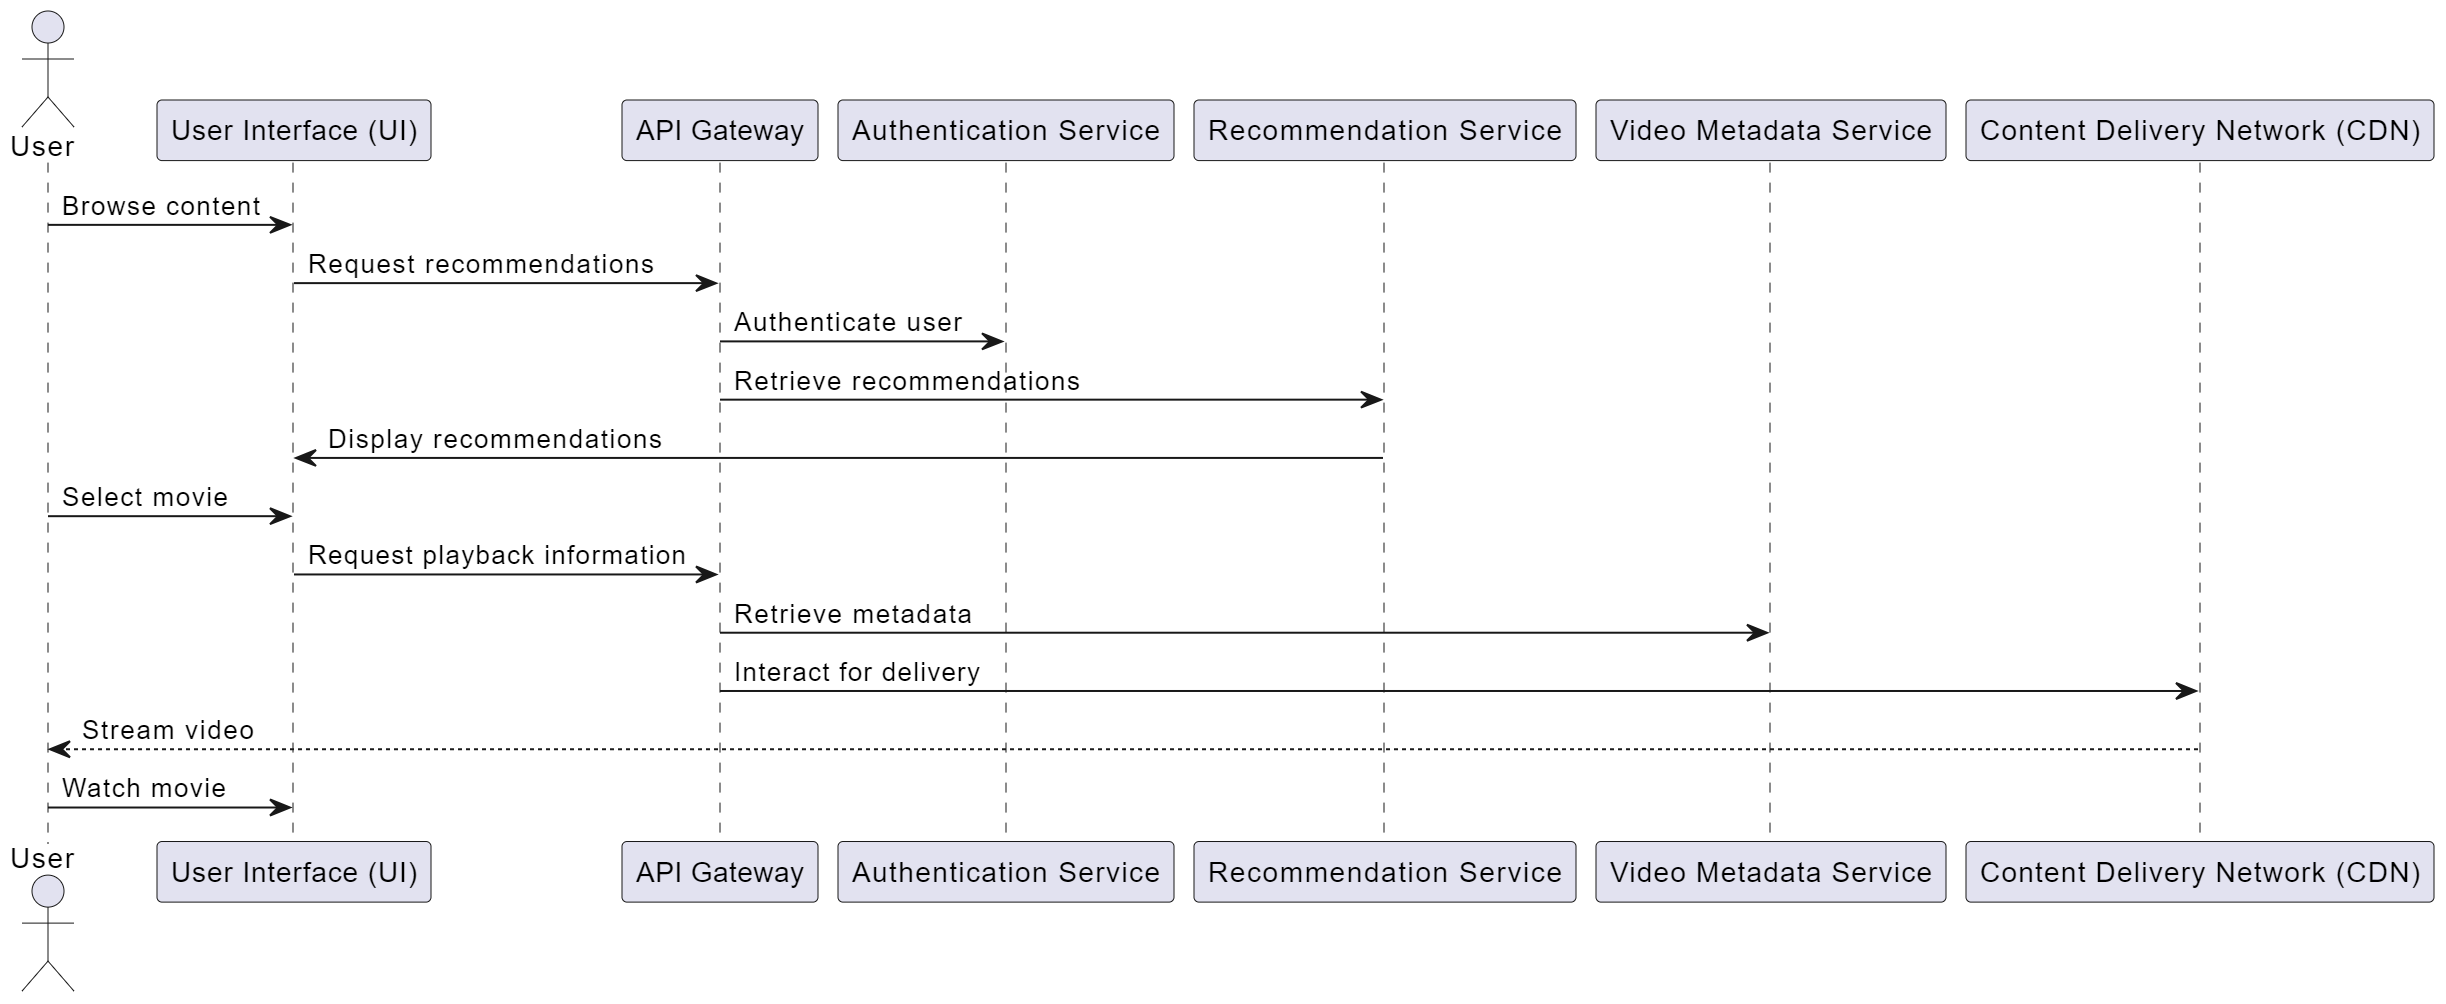 User
User Interface (UI)
API Gateway
Authentication Service
Recommendation Service
Video Metadata Service
Content Delivery Network (CDN)
Browse content
Request recommendations
Authenticate user
Retrieve recommendations
Display recommendations
Select movie
Request playback information
Retrieve metadata
Interact for delivery
Stream video
Watch movie
User
User Interface (UI)
API Gateway
Authentication Service
Recommendation Service
Video Metadata Service
Content Delivery Network (CDN)